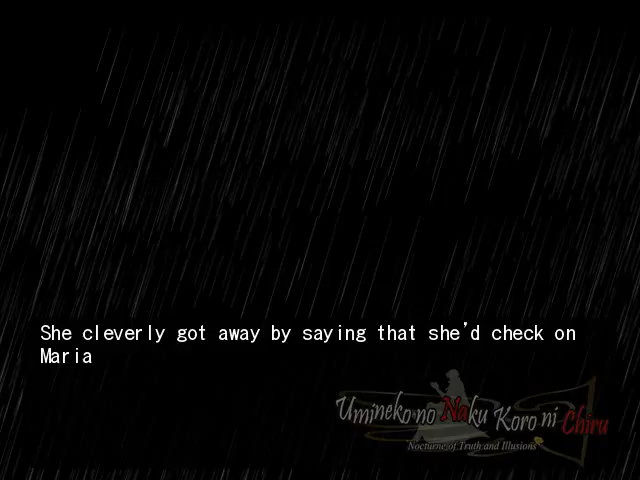 She cleverly got away by saying that she'd check on
Maria
Umineko no Naku Koro ni Chiru
Nocturne of Truth and Illusions